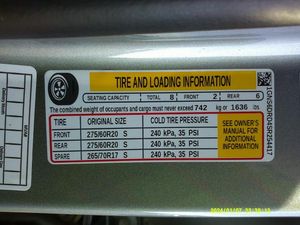 TIRE AND LOADING INFORMATION
SEATING CAPACITY TOTAL 8 FRONT 2 REAR 6
The combined weight of occupants and cargo must never exceed 742 kg or 1636 lbs
TIRE ORIGINAL SIZE COLD TIRE PRESSURE
FRONT 275/60R20 S 240 kPa, 35 PSI
REAR 275/60R20 S 240 kPa, 35 PSI
SPARE 265/70R17 S 240 kPa, 35 PSI
SEE OWNER'S
MANUAL FOR
ADDITIONAL
INFORMATION